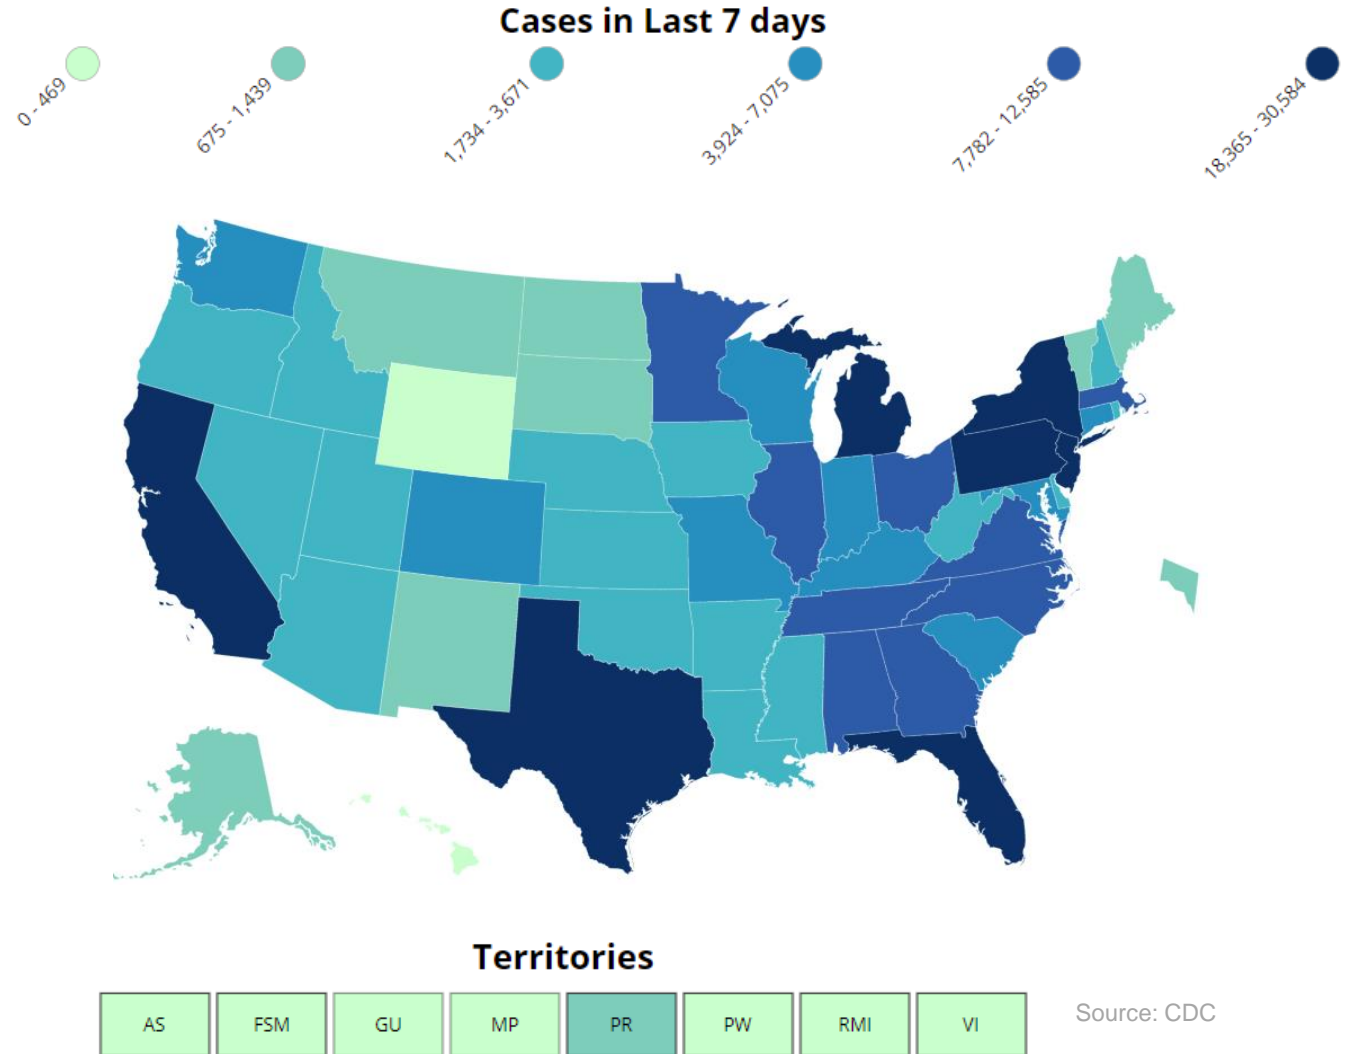 Cases in Last 7 days
0 - 469
675 - 1,439
1,734 - 3,671
3,924 - 7,075
7,782 - 12,585
18,365 - 30,584
Territories
AS
FSM
GU
MP
PR
PW
RMI
VI
Source: CDC